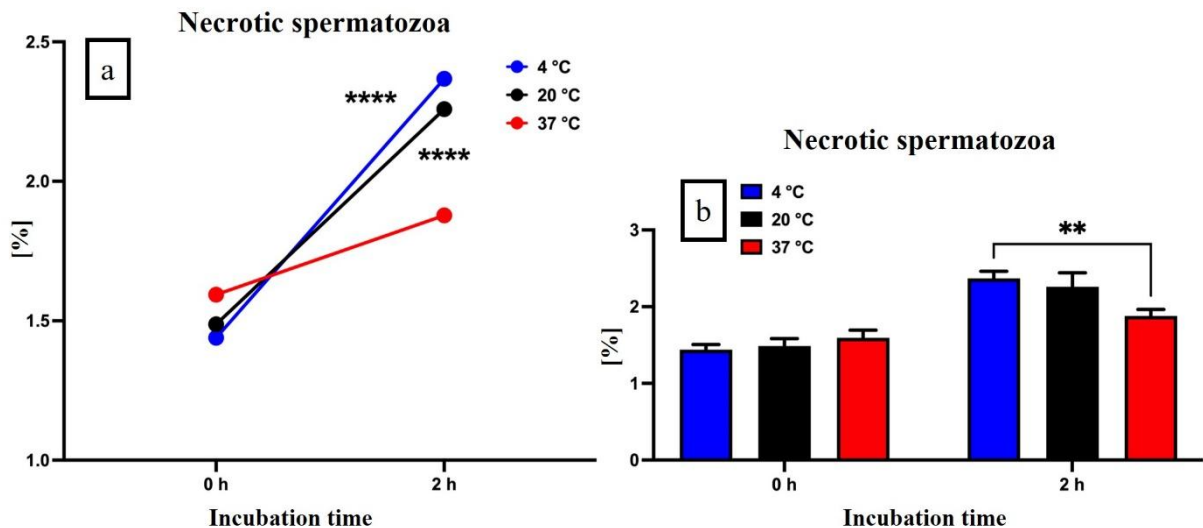 Necrotic spermatozoa
a
4 °C
20 °C
37 °C
****
****
2.5
2.0
1.5
1.0
[%]
0 h
2 h
Incubation time
Necrotic spermatozoa
b
4 °C
20 °C
37 °C
**
3
2
1
0
[%]
0 h
2 h
Incubation time